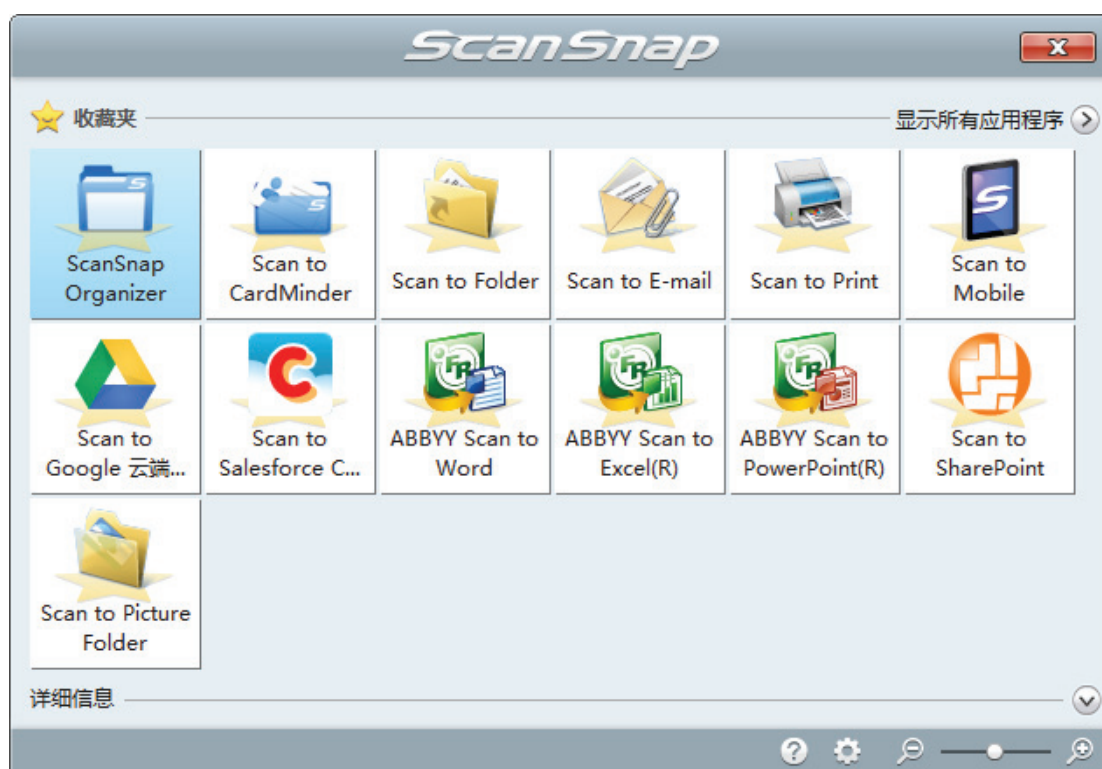 ScanSnap
收藏夹
显示所有应用程序
ScanSnap
Organizer
Scan to
CardMinder
Scan to Folder
Scan to E-mail
Scan to Print
Scan to
Mobile
Scan to
Google 云端...
Scan to
Salesforce C...
ABBYY Scan to
Word
ABBYY Scan to
Excel(R)
ABBYY Scan to
PowerPoint(R)
Scan to
SharePoint
Scan to Picture
Folder
详细信息